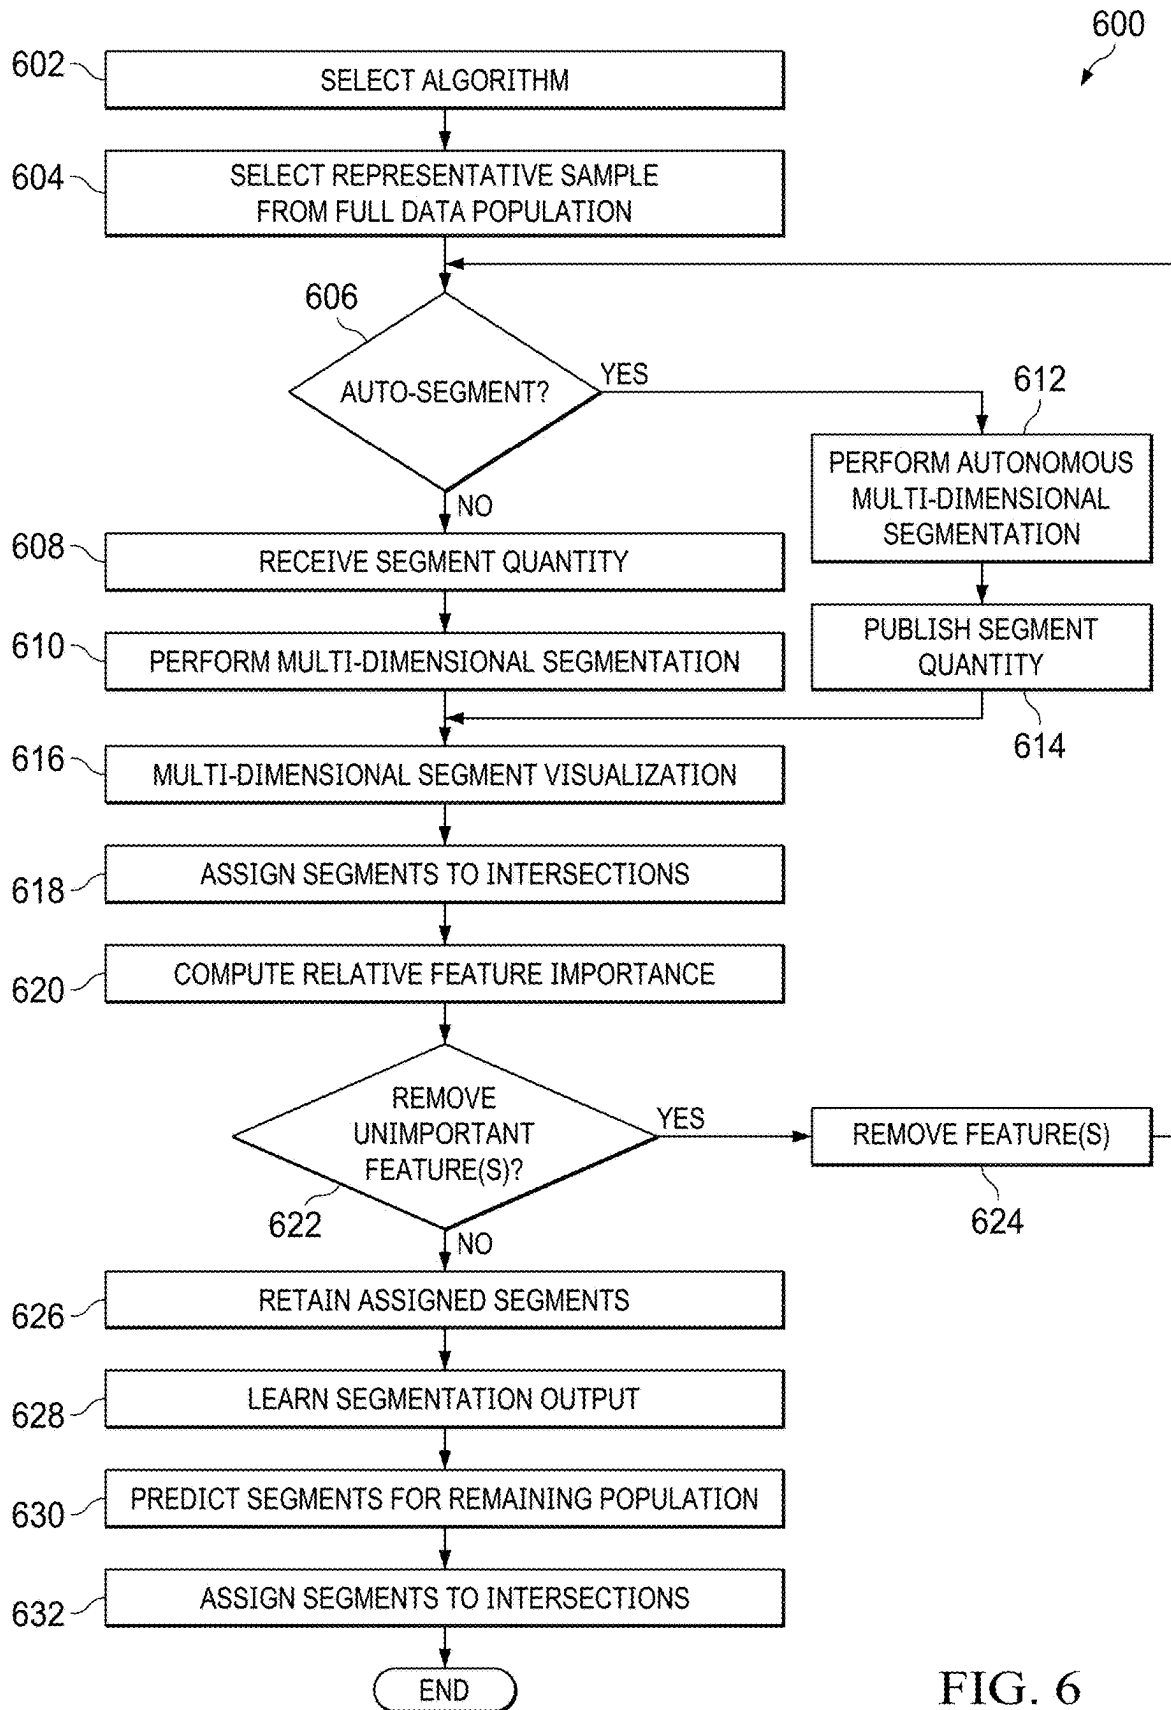 600
602
SELECT ALGORITHM
604
SELECT REPRESENTATIVE SAMPLE
FROM FULL DATA POPULATION
606
AUTO-SEGMENT?
YES
NO
612
PERFORM AUTONOMOUS
MULTI-DIMENSIONAL
SEGMENTATION
608
RECEIVE SEGMENT QUANTITY
610
PERFORM MULTI-DIMENSIONAL SEGMENTATION
PUBLISH SEGMENT
QUANTITY
614
616
MULTI-DIMENSIONAL SEGMENT VISUALIZATION
618
ASSIGN SEGMENTS TO INTERSECTIONS
620
COMPUTE RELATIVE FEATURE IMPORTANCE
REMOVE
UNIMPORTANT
FEATURE(S)?
622
YES
NO
REMOVE FEATURE(S)
624
626
RETAIN ASSIGNED SEGMENTS
628
LEARN SEGMENTATION OUTPUT
630
PREDICT SEGMENTS FOR REMAINING POPULATION
632
ASSIGN SEGMENTS TO INTERSECTIONS
END
FIG. 6